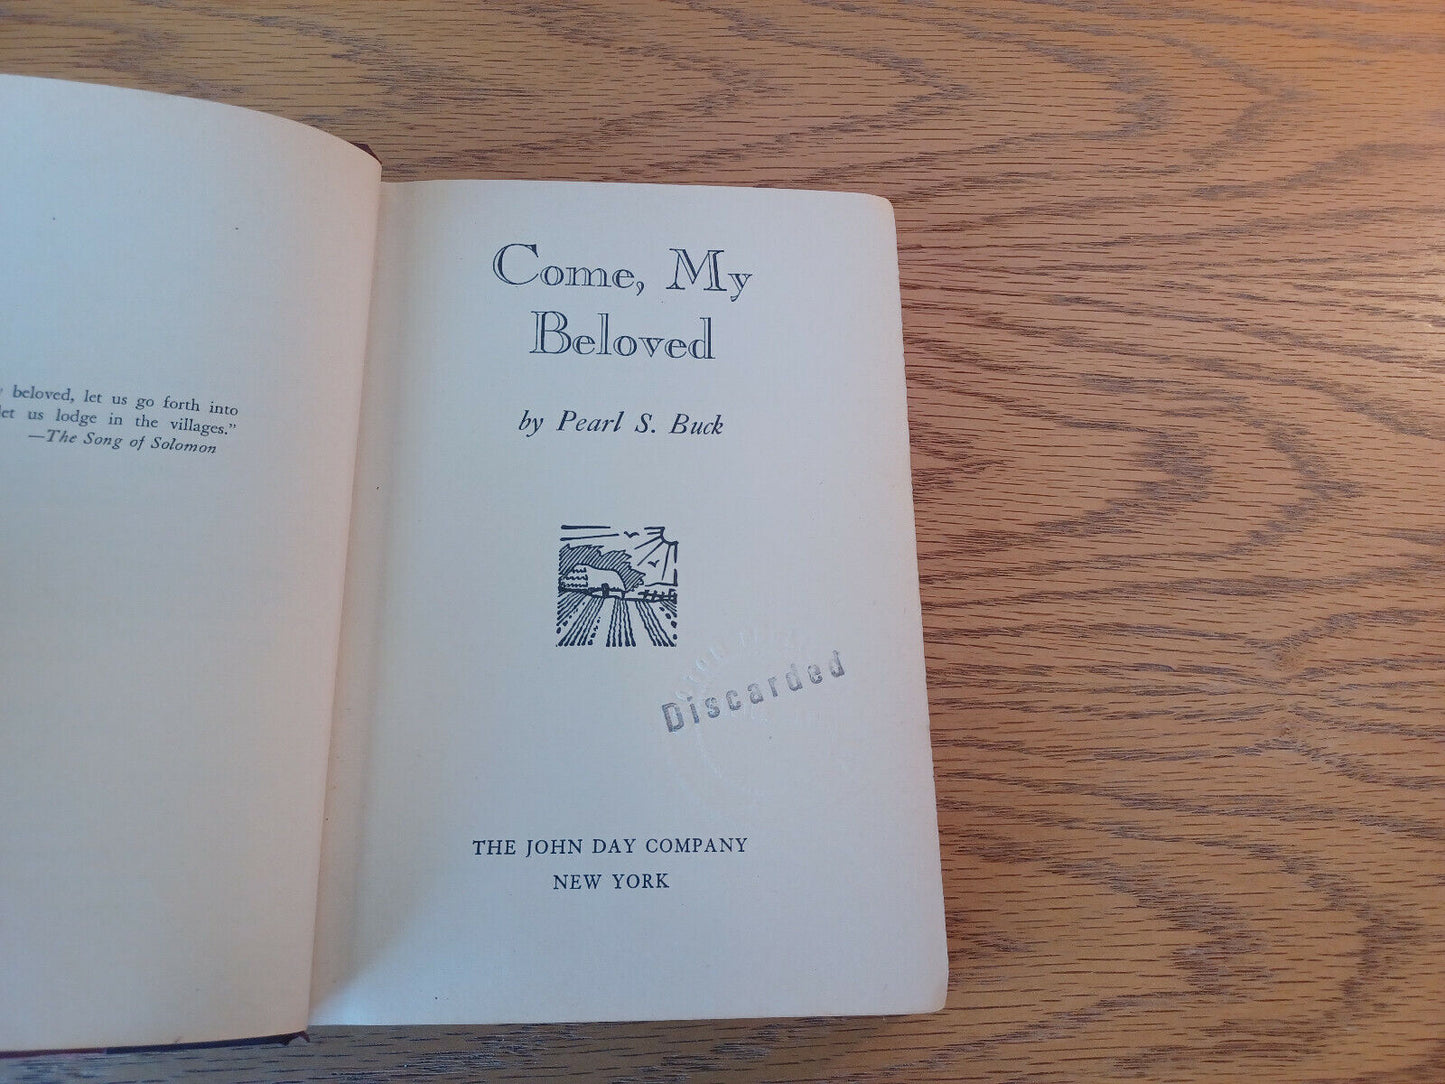 beloved, let us go forth into
let us lodge in the villages."
—The Song of Solomon
Come, My
Beloved
by Pearl S. Buck
Discarded
THE JOHN DAY COMPANY
NEW YORK